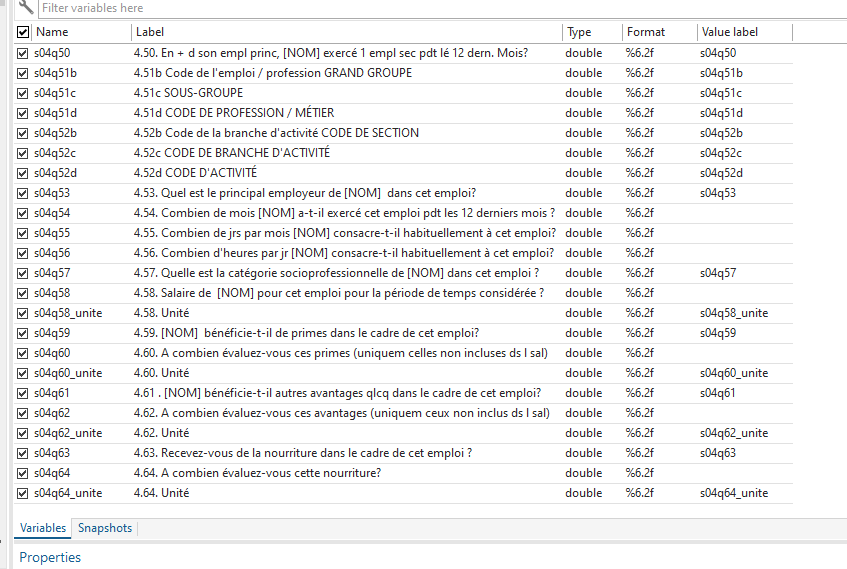 Filter variables here
Name Label Type Format Value label
s04q50 4.50. En + d son empl princ, [NOM] exercé 1 empl sec pdt lé 12 dern. Mois? double %6.2f s04q50
s04q51b 4.51b Code de l'emploi / profession GRAND GROUPE double %6.2f s04q51b
s04q51c 4.51c SOUS-GROUPE double %6.2f s04q51c
s04q51d 4.51d CODE DE PROFESSION / MÉTIER double %6.2f s04q51d
s04q52b 4.52b Code de la branche d'activité CODE DE SECTION double %6.2f s04q52b
s04q52c 4.52c CODE DE BRANCHE D'ACTIVITÉ double %6.2f s04q52c
s04q52d 4.52d CODE D'ACTIVITÉ double %6.2f s04q52d
s04q53 4.53. Quel est le principal employeur de [NOM] dans cet emploi? double %6.2f s04q53
s04q54 4.54. Combien de mois [NOM] a-t-il exercé cet emploi pdt les 12 derniers mois ? double %6.2f
s04q55 4.55. Combien de jrs par mois [NOM] consacre-t-il habituellement à cet emploi? double %6.2f
s04q56 4.56. Combien d'heures par jr [NOM] consacre-t-il habituellement à cet emploi? double %6.2f
s04q57 4.57. Quelle est la catégorie socioprofessionnelle de [NOM] dans cet emploi ? double %6.2f s04q57
s04q58 4.58. Salaire de [NOM] pour cet emploi pour la période de temps considérée ? double %6.2f
s04q58_unite 4.58. Unité double %6.2f s04q58_unite
s04q59 4.59. [NOM] bénéficie-t-il de primes dans le cadre de cet emploi? double %6.2f s04q59
s04q60 4.60. A combien évaluez-vous ces primes (uniquem celles non incluses ds l sal) double %6.2f
s04q60_unite 4.60. Unité double %6.2f s04q60_unite
s04q61 4.61 . [NOM] bénéficie-t-il autres avantages qlcq dans le cadre de cet emploi? double %6.2f s04q61
s04q62 4.62. A combien évaluez-vous ces avantages (uniquem ceux non inclus ds l sal) double %6.2f
s04q62_unite 4.62. Unité double %6.2f s04q62_unite
s04q63 4.63. Recevez-vous de la nourriture dans le cadre de cet emploi ? double %6.2f s04q63
s04q64 4.64. A combien évaluez-vous cette nourriture? double %6.2f
s04q64_unite 4.64. Unité double %6.2f s04q64_unite
Variables Snapshots
Properties